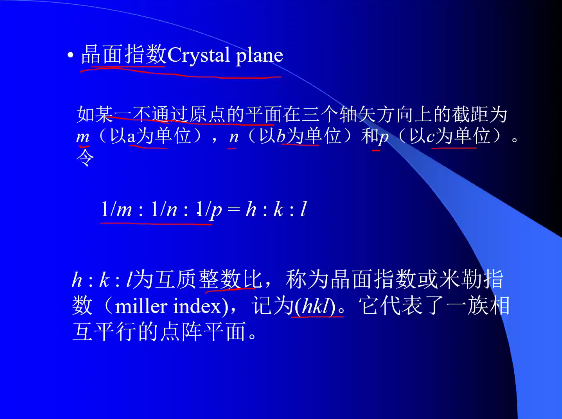 • 晶面指数Crystal plane
如某一不通过原点的平面在三个轴矢方向上的截距为
m（以a为单位），n（以b为单位）和p（以c为单位）。
令
1/m : 1/n : 1/p = h : k : l
h : k : l为互质整数比，称为晶面指数或米勒指
数（miller index），记为(hkl)。它代表了一族相
互平行的点阵平面。